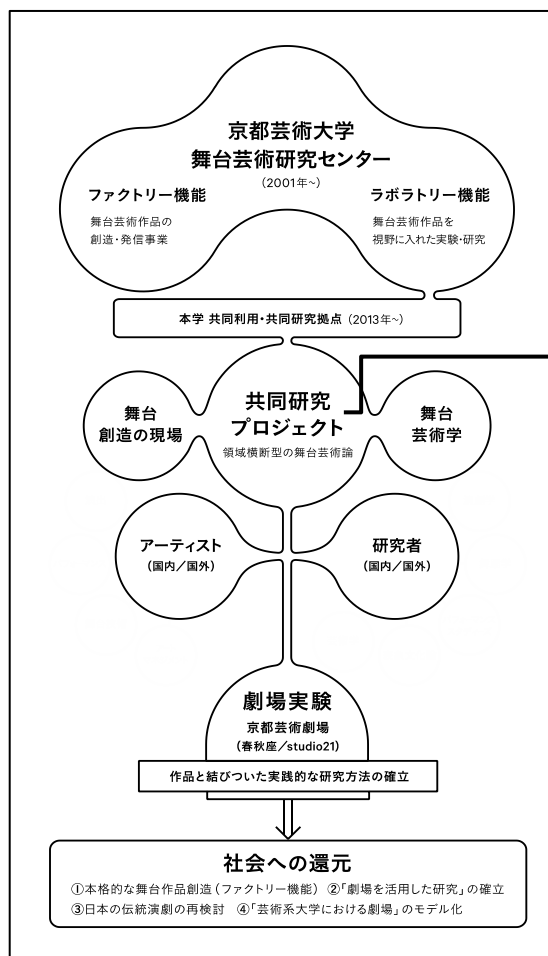 京都芸術大学
舞台芸術研究センター
(2001年~)
ファクトリー機能
舞台芸術作品の
創造・発信事業
ラボラトリー機能
舞台芸術作品を
視野に入れた実験・研究
本学 共同利用・共同研究拠点 (2013年~)
舞台
創造の現場
共同研究
プロジェクト
領域横断型の舞台芸術論
舞台
芸術学
アーティスト
(国内/国外)
研究者
(国内/国外)
劇場実験
京都芸術劇場
(春秋座/studio21)
作品と結びついた実践的な研究方法の確立
社会への還元
①本格的な舞台作品創造(ファクトリー機能) ②「劇場を活用した研究」の確立
③日本の伝統演劇の再検討 ④「芸術系大学における劇場」のモデル化